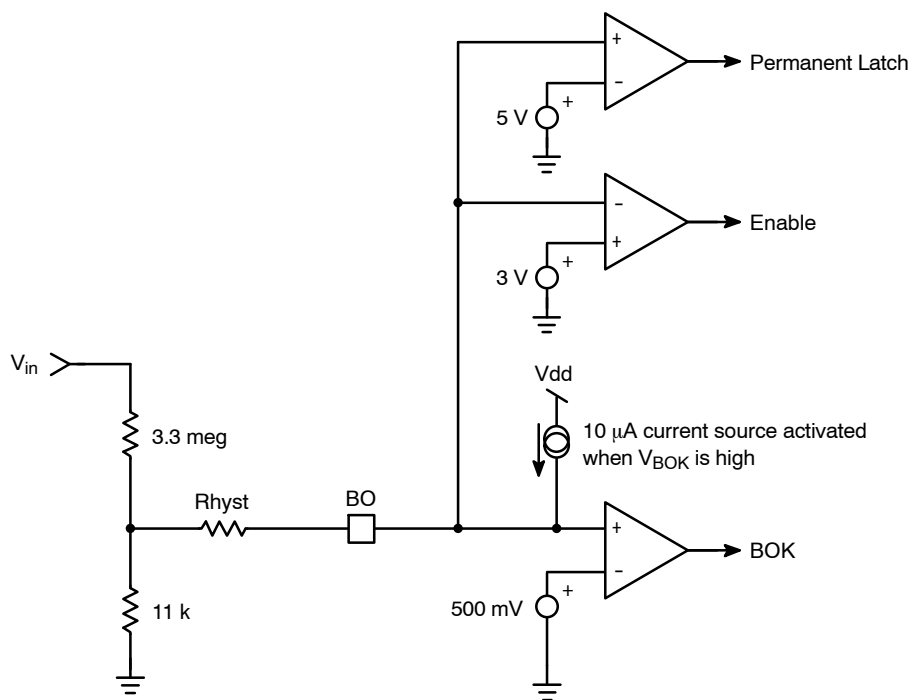 +
Permanent Latch
-
+
5 V
-
Enable
+
+
3 V
Vin
Vdd
3.3 meg
10 μA current source activated
when VBOK is high
Rhyst
BO
+
BOK
-
+
11 k
500 mV